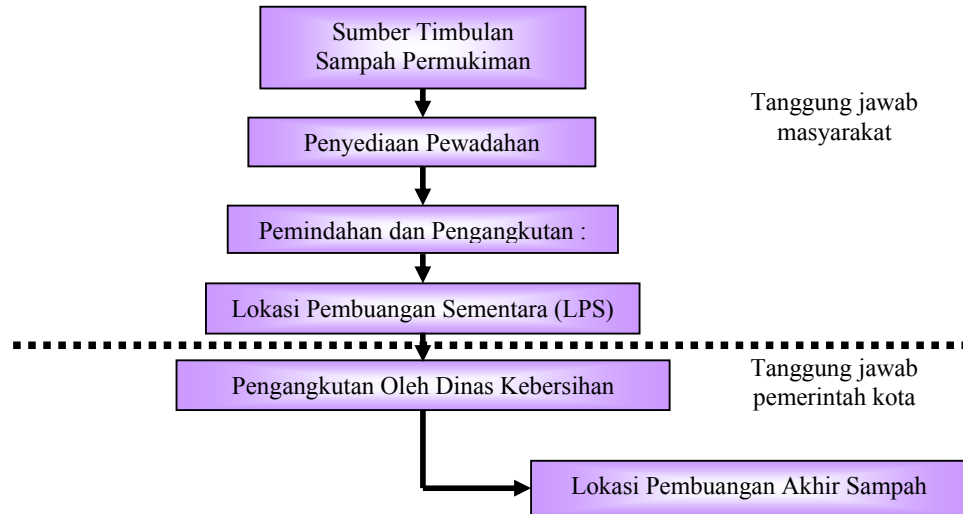 Sumber Timbulan
Sampah Permukiman
Tanggung jawab
masyarakat
Penyediaan Pewadahan
Pemindahan dan Pengangkutan :
Lokasi Pembuangan Sementara (LPS)
Tanggung jawab
pemerintah kota
Pengangkutan Oleh Dinas Kebersihan
Lokasi Pembuangan Akhir Sampah